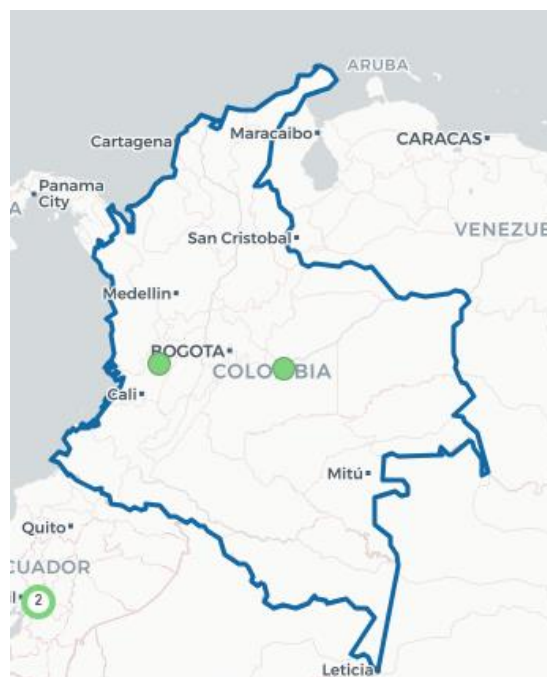 ARUBA
Maracaibo
CARACAS
Cartagena
Panama
City
A
VENEZUE
San Cristobal
Medellin
BOGOTA
COLOMBIA
Cali
Mitú
Quito
CUADOR
l
2
Leticia